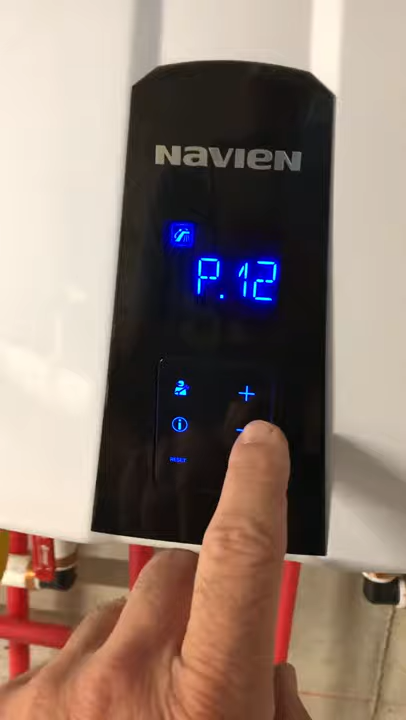 NAVIEN
P.12
+
-
RESET